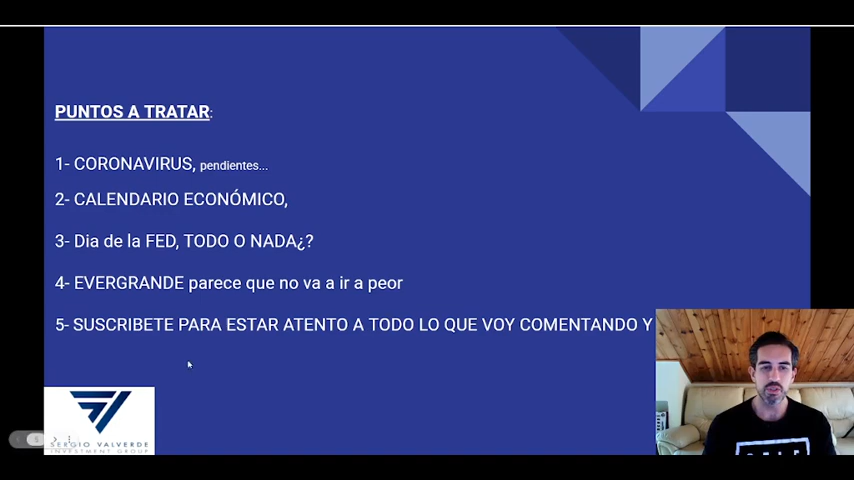 PUNTOS A TRATAR:
1- CORONAVIRUS, pendientes...
2- CALENDARIO ECONÓMICO,
3- Dia de la FED, TODO O NADA¿?
4- EVERGRANDE parece que no va a ir a peor
5- SUSCRIBETE PARA ESTAR ATENTO A TODO LO QUE VOY COMENTANDO Y
SERGIO VALVERDE
INVESTMENT GROUP